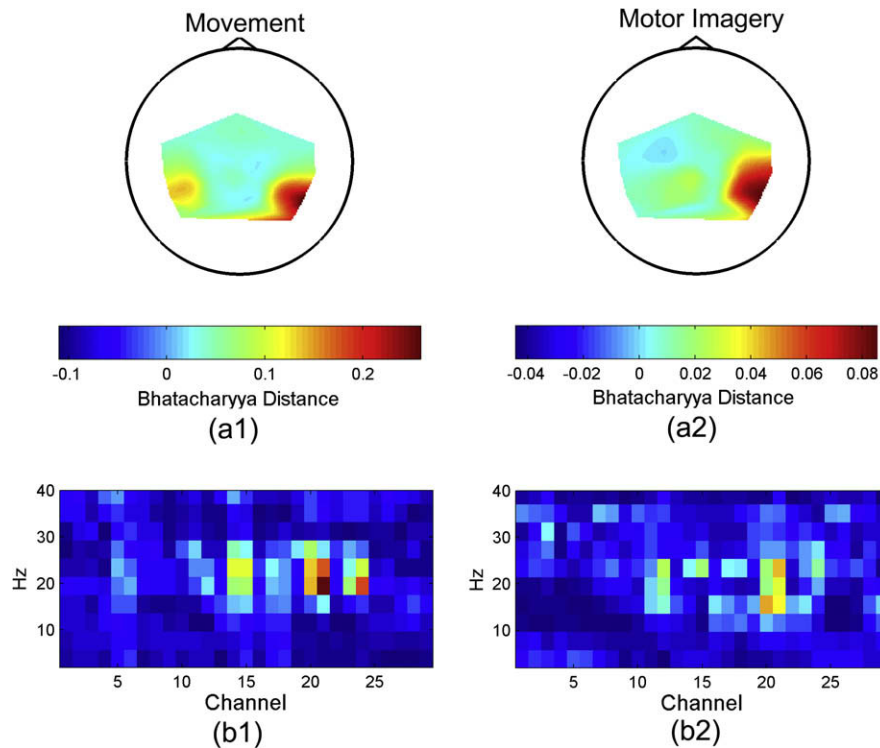 Movement
Motor Imagery
-0.1 0 0.1 0.2
Bhatacharyya Distance
(a1)
-0.04 -0.02 0 0.02 0.04 0.06 0.08
Bhatacharyya Distance
(a2)
40
30
20
10
Hz
5 10 15 20 25
Channel
(b1)
40
30
20
10
Hz
5 10 15 20 25
Channel
(b2)